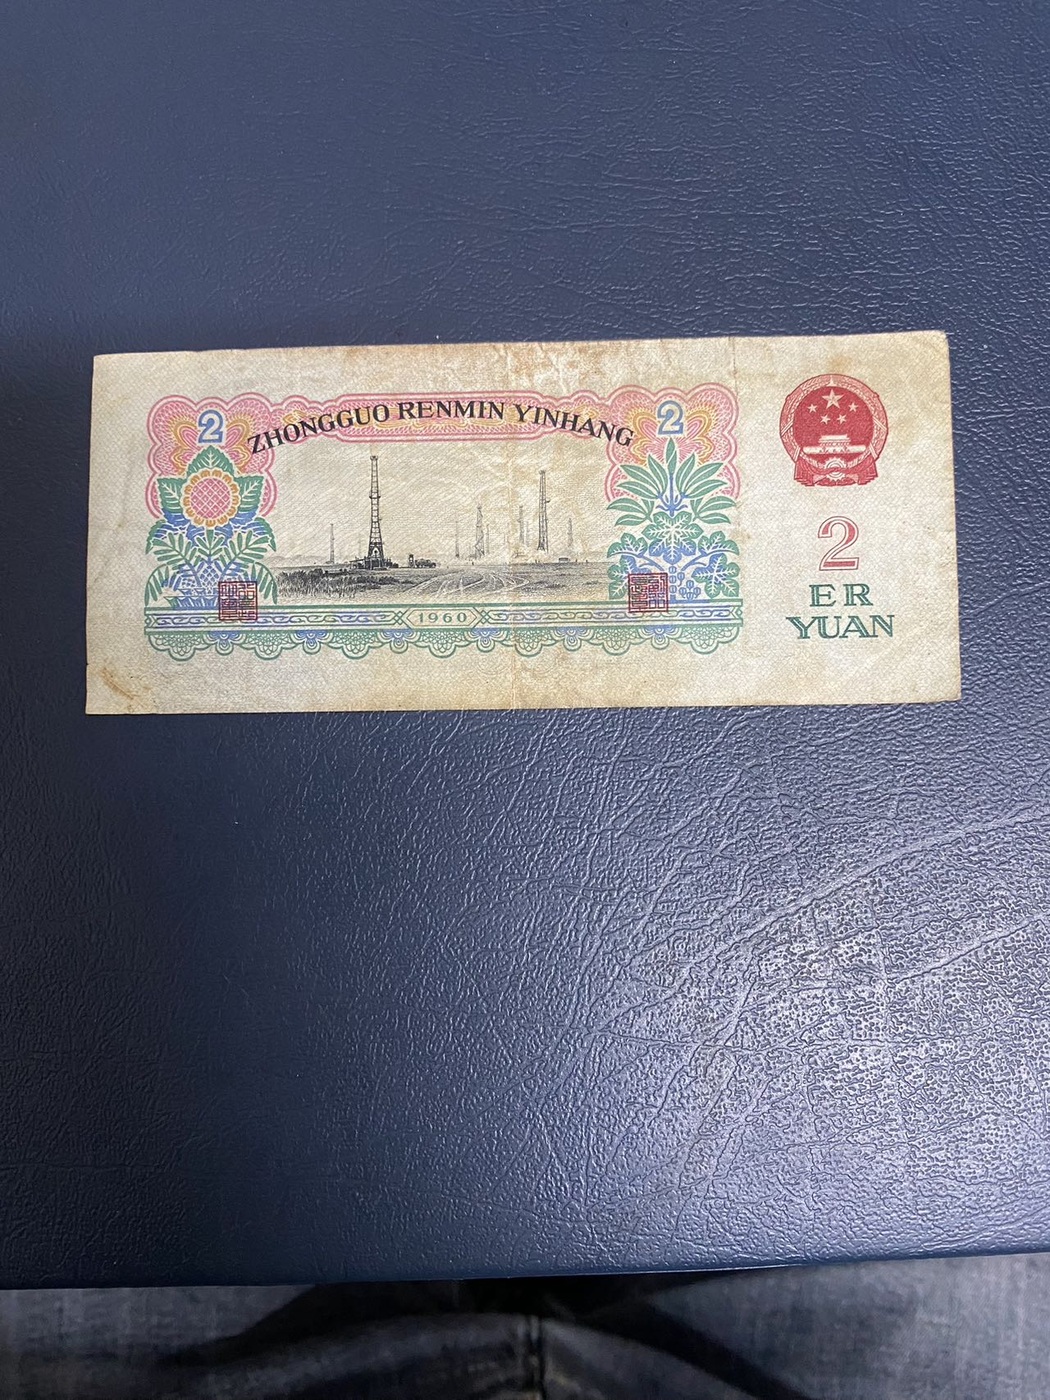 ZHONGGUO RENMIN YINHANG
2
2
2
ER
YUAN
1960